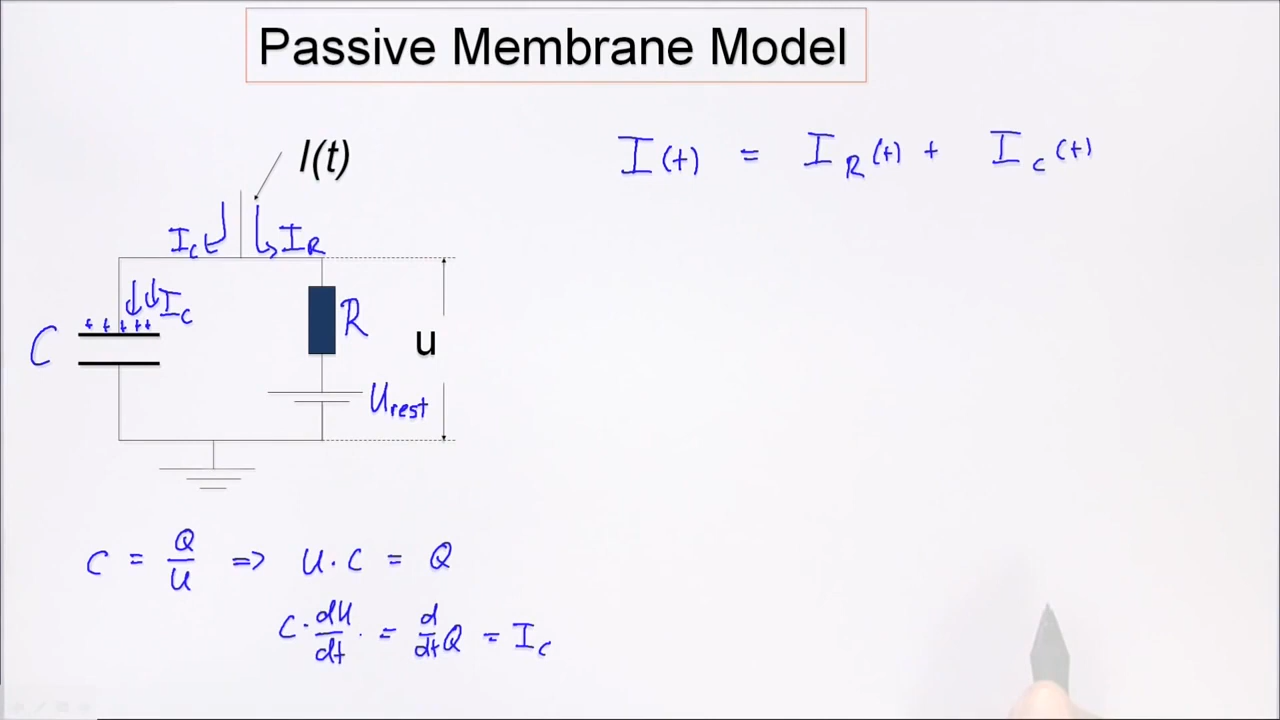 Passive Membrane Model
I(t)
I(t) = I_R(t) + I_C(t)
I_C I_R
I_C
C
R
u
U_rest
C = Q/U => U · C = Q
C · dU/dt · = d/dt Q = I_C